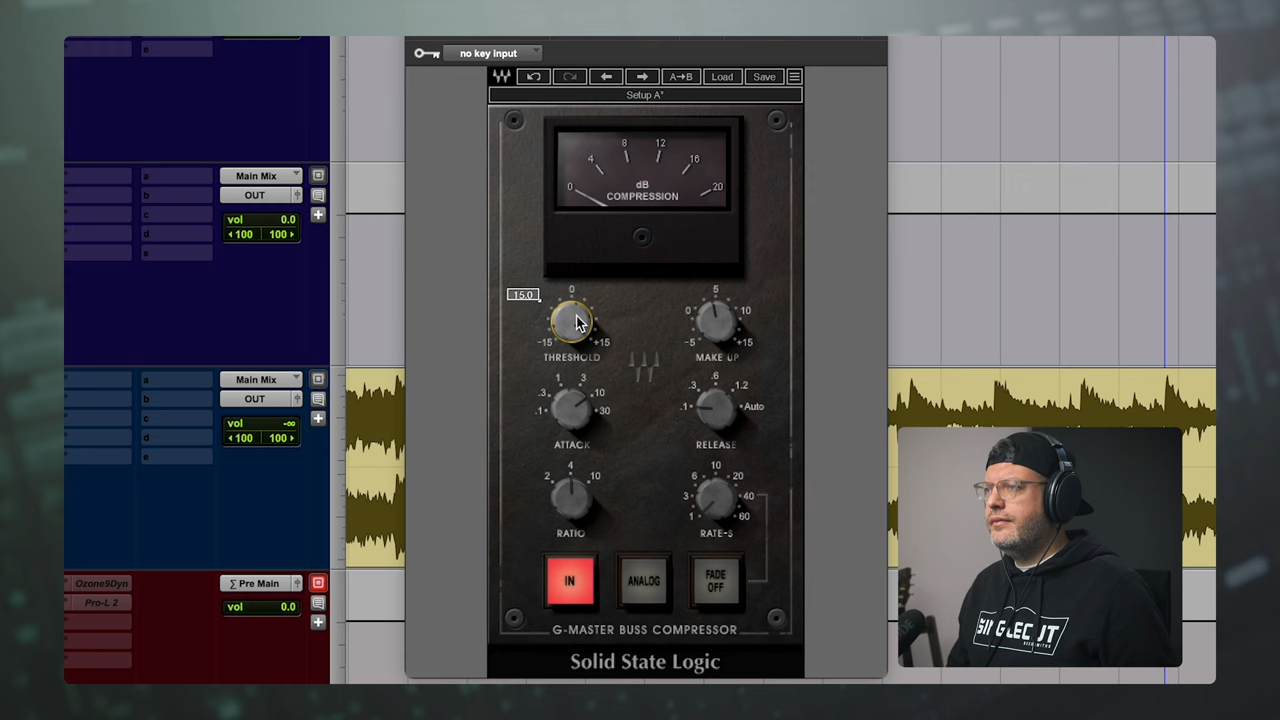 no key input
A→B Load Save
Setup A*
e
0 4 8 12 16 20
dB
COMPRESSION
15.0
0
-15 +15
THRESHOLD
-5 0 5 10 +15
MAKE UP
.1 .3 1 3 10 30
ATTACK
.1 .3 .6 1.2 Auto
RELEASE
2 4 10
RATIO
1 3 6 10 20 40 60
RATE-S
IN
ANALOG
FADE
OFF
G-MASTER BUSS COMPRESSOR
Solid State Logic
a Main Mix
b OUT
c vol 0.0
d 100 100
e
a Main Mix
b OUT
c vol -∞
d 100 100
e
Ozone9Dyn ∑ Pre Main
Pro-L 2
vol 0.0
SINGLECUT